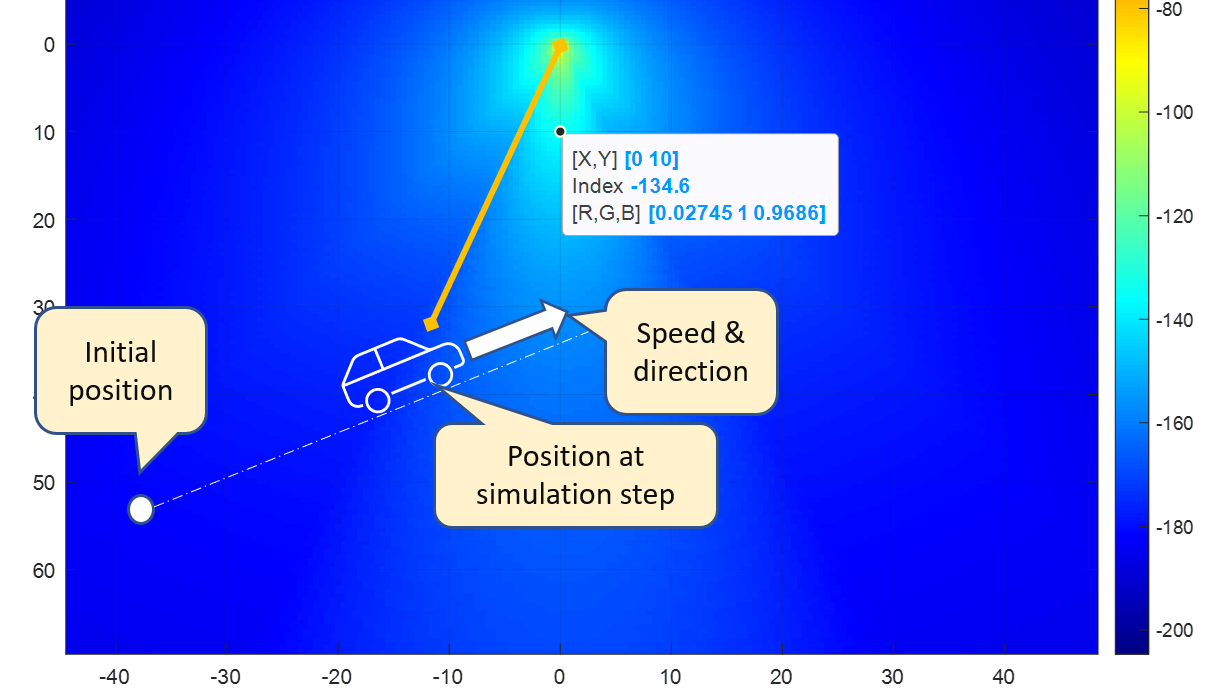 0
10
20
30
50
60
-40
-30
-20
-10
0
10
20
30
40
-80
-100
-120
-140
-160
-180
-200
[X,Y] [0 10]
Index -134.6
[R,G,B] [0.02745 1 0.9686]
Initial
position
Speed &
direction
Position at
simulation step